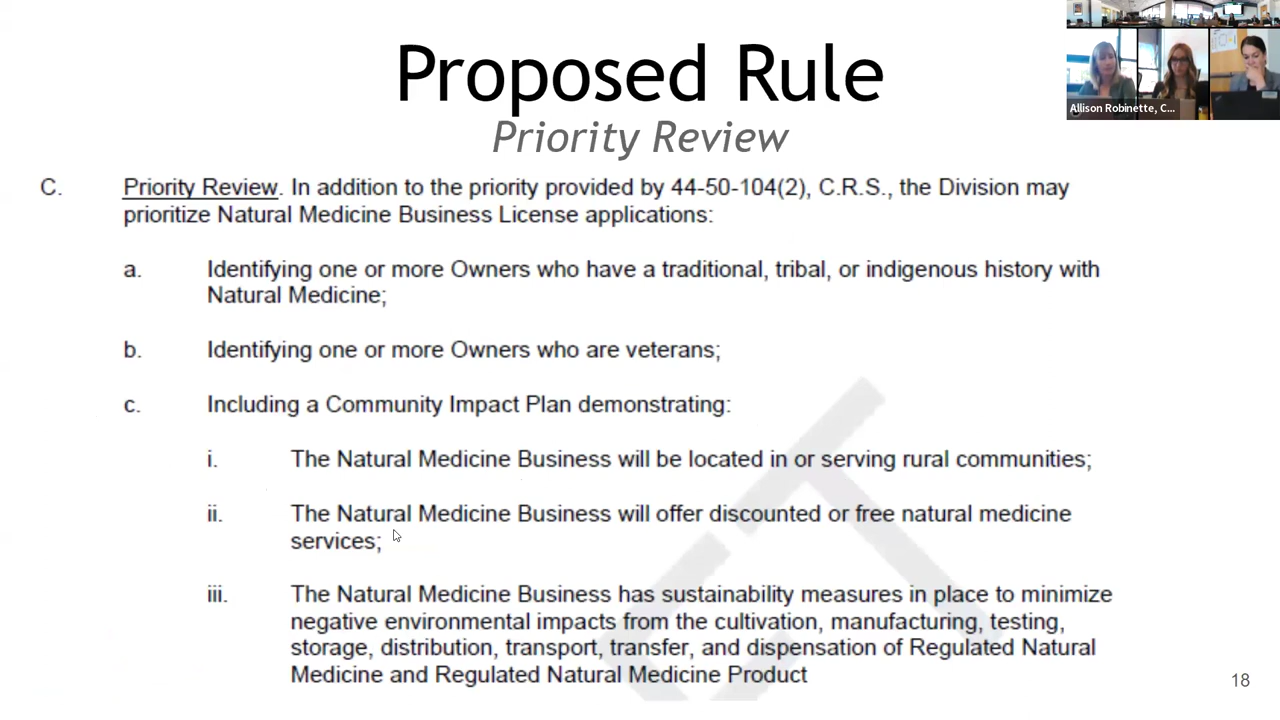 Proposed Rule
Priority Review
Allison Robinette, C...
C. Priority Review. In addition to the priority provided by 44-50-104(2), C.R.S., the Division may
prioritize Natural Medicine Business License applications:
a. Identifying one or more Owners who have a traditional, tribal, or indigenous history with
Natural Medicine;
b. Identifying one or more Owners who are veterans;
c. Including a Community Impact Plan demonstrating:
i. The Natural Medicine Business will be located in or serving rural communities;
ii. The Natural Medicine Business will offer discounted or free natural medicine
services;
iii. The Natural Medicine Business has sustainability measures in place to minimize
negative environmental impacts from the cultivation, manufacturing, testing,
storage, distribution, transport, transfer, and dispensation of Regulated Natural
Medicine and Regulated Natural Medicine Product
18